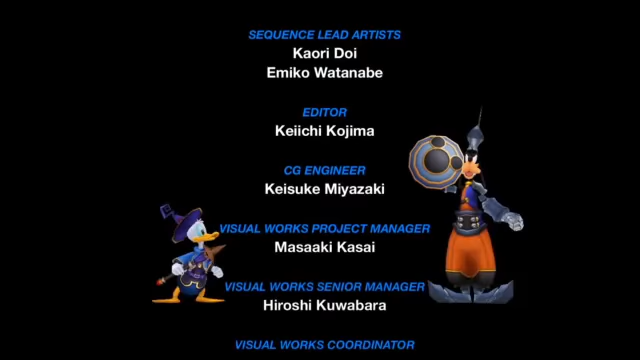 SEQUENCE LEAD ARTISTS
Kaori Doi
Emiko Watanabe
EDITOR
Keiichi Kojima
CG ENGINEER
Keisuke Miyazaki
VISUAL WORKS PROJECT MANAGER
Masaaki Kasai
VISUAL WORKS SENIOR MANAGER
Hiroshi Kuwabara
VISUAL WORKS COORDINATOR